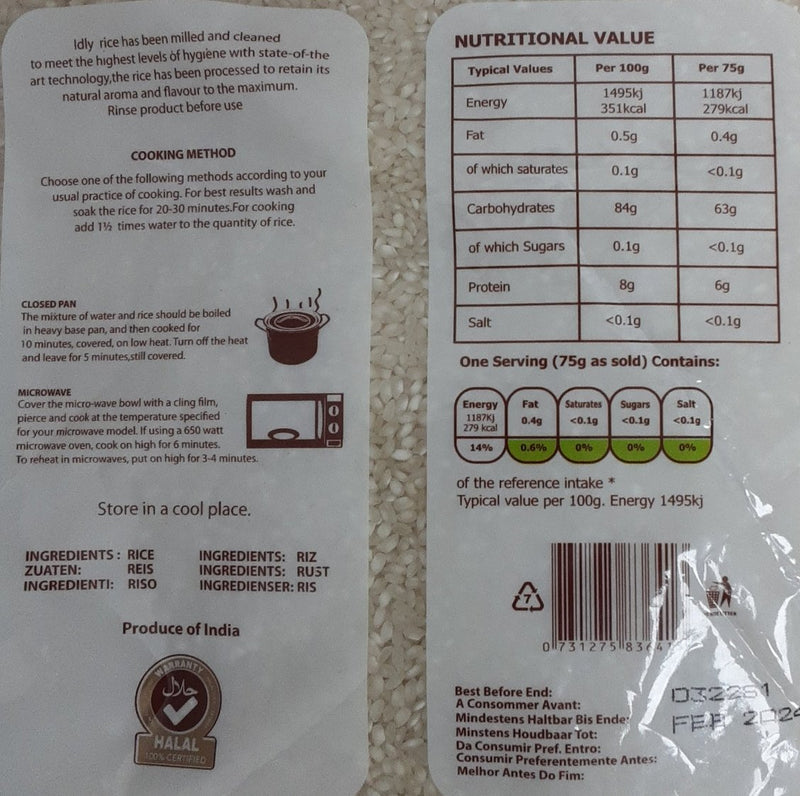 Idly rice has been milled and cleaned
to meet the highest levels of hygiene with state-of-the
art technology,the rice has been processed to retain its
natural aroma and flavour to the maximum.
Rinse product before use
COOKING METHOD
Choose one of the following methods according to your
usual practice of cooking. For best results wash and
soak the rice for 20-30 minutes.For cooking
add 1½ times water to the quantity of rice.
CLOSED PAN
The mixture of water and rice should be boiled
in heavy base pan, and then cooked for
10 minutes, covered, on low heat. Turn off the heat
and leave for 5 minutes,still covered.
MICROWAVE
Cover the micro-wave bowl with a cling film,
pierce and cook at the temperature specified
for your microwave model. If using a 650 watt
microwave oven, cook on high for 6 minutes.
To reheat in microwaves, put on high for 3-4 minutes.
Store in a cool place.
INGREDIENTS : RICE
ZUATEN: REIS
INGREDIENTI: RISO
INGREDIENTS: RIZ
INGREDIENTS: RUST
INGREDIENSER: RIS
Produce of India
WARRANTY
حلال
HALAL
100% CERTIFIED
NUTRITIONAL VALUE
Typical Values Per 100g Per 75g
Energy 1495kj 1187kj
351kcal 279kcal
Fat 0.5g 0.4g
of which saturates 0.1g <0.1g
Carbohydrates 84g 63g
of which Sugars 0.1g <0.1g
Protein 8g 6g
Salt <0.1g <0.1g
One Serving (75g as sold) Contains:
Energy Fat Saturates Sugars Salt
1187Kj 0.4g <0.1g <0.1g <0.1g
279 kcal
14% 0.6% 0% 0% 0%
of the reference intake *
Typical value per 100g. Energy 1495kj
7
0 731275 8364
Best Before End:
A Consommer Avant:
Mindestens Haltbar Bis Ende:
Minstens Houdbaar Tot:
Da Consumir Pref. Entro:
Consumir Preferentemente Antes:
Melhor Antes Do Fim:
FEB 2024